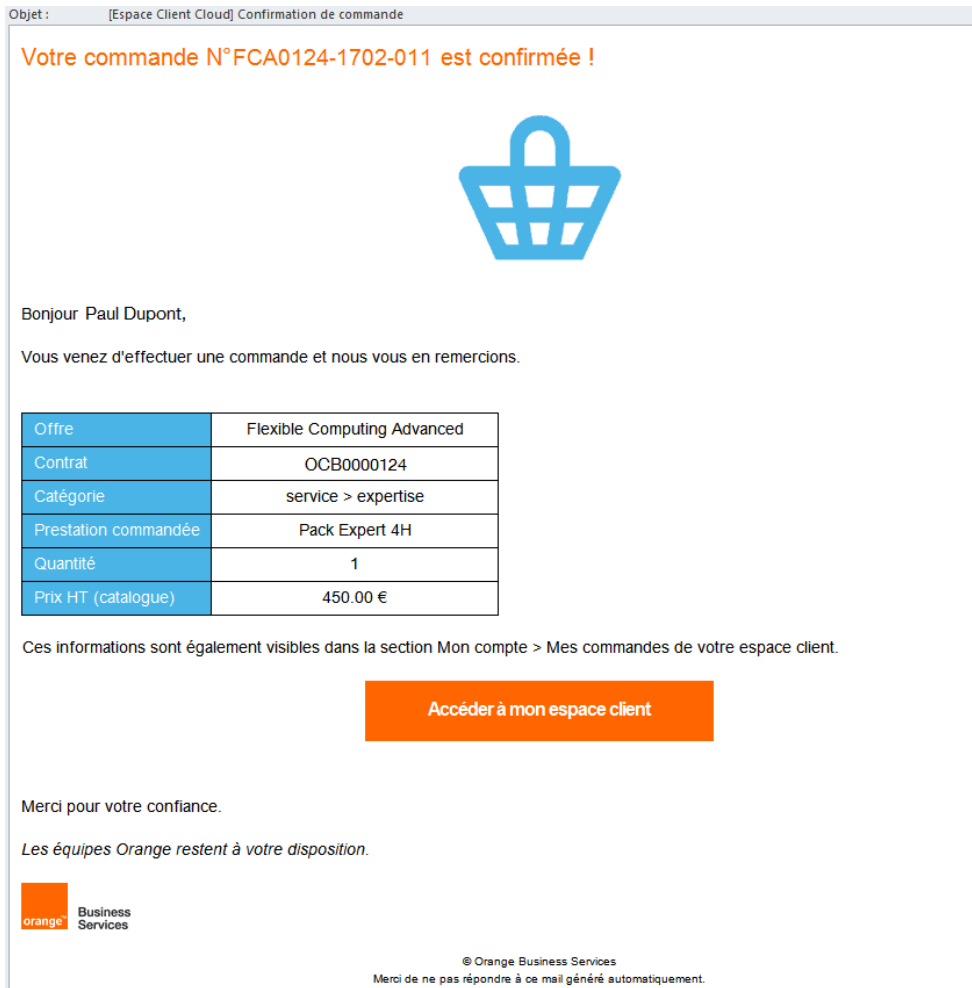 Objet : [Espace Client Cloud] Confirmation de commande
Votre commande N°FCA0124-1702-011 est confirmée !
Bonjour Paul Dupont,
Vous venez d'effectuer une commande et nous vous en remercions.
Offre Flexible Computing Advanced
Contrat OCB0000124
Catégorie service > expertise
Prestation commandée Pack Expert 4H
Quantité 1
Prix HT (catalogue) 450.00 €
Ces informations sont également visibles dans la section Mon compte > Mes commandes de votre espace client.
Accéder à mon espace client
Merci pour votre confiance.
Les équipes Orange restent à votre disposition.
orange™ Business
Services
© Orange Business Services
Merci de ne pas répondre à ce mail généré automatiquement.